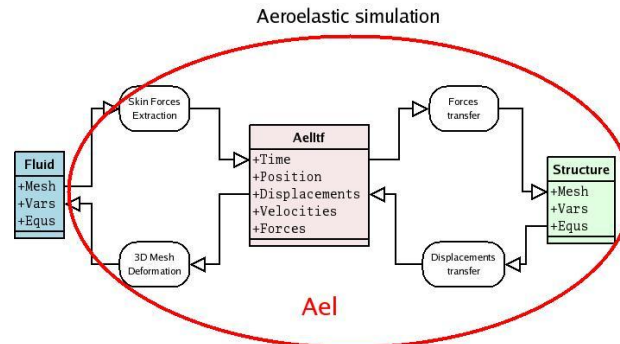 Aeroelastic simulation
Skin Forces
Extraction
Forces
transfer
AelItf
+Time
+Position
+Displacements
+Velocities
+Forces
Fluid
+Mesh
+Vars
+Equs
Structure
+Mesh
+Vars
+Equs
3D Mesh
Deformation
Displacements
transfer
Ael